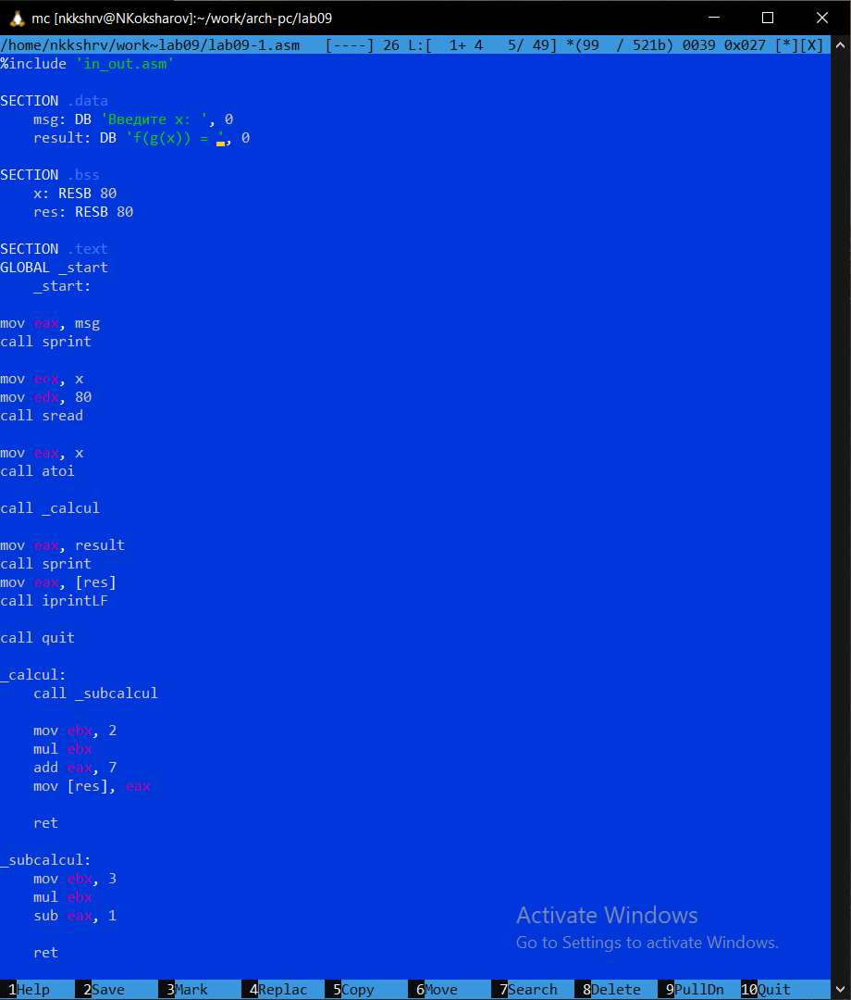 mc [nkkshrv@NKoksharov]:~/work/arch-pc/lab09
/home/nkkshrv/work~lab09/lab09-1.asm   [----] 26 L:[  1+ 4   5/ 49] *(99  / 521b) 0039 0x027 [*][X]
%include 'in_out.asm'
SECTION .data
    msg: DB 'Введите x: ', 0
    result: DB 'f(g(x)) = ', 0
SECTION .bss
    x: RESB 80
    res: RESB 80
SECTION .text
GLOBAL _start
    _start:
mov eax, msg
call sprint
mov ecx, x
mov edx, 80
call sread
mov eax, x
call atoi
call _calcul
mov eax, result
call sprint
mov eax, [res]
call iprintLF
call quit
_calcul:
    call _subcalcul
    mov ebx, 2
    mul ebx
    add eax, 7
    mov [res], eax
    ret
_subcalcul:
    mov ebx, 3
    mul ebx
    sub eax, 1
    ret
Activate Windows
Go to Settings to activate Windows.
1Help 2Save 3Mark 4Replac 5Copy 6Move 7Search 8Delete 9PullDn 10Quit